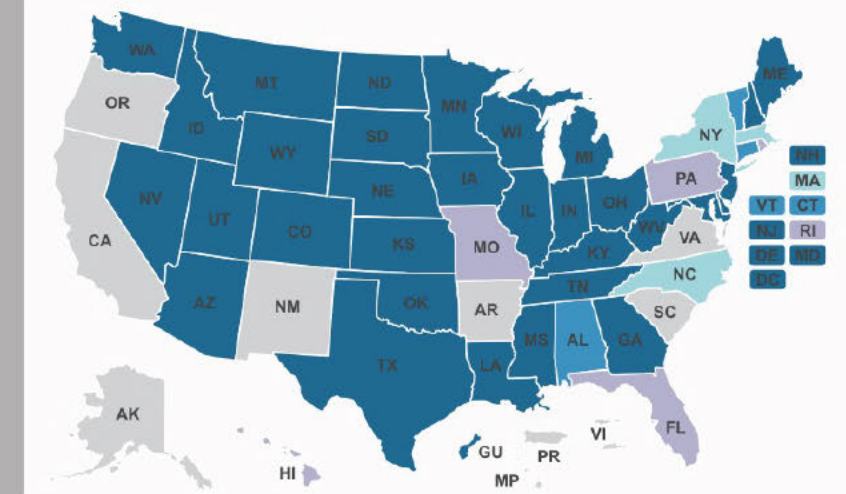 WA
MT
ND
MN
ME
OR
ID
WY
SD
WI
MI
NY
NH
MA
PA
NE
IA
NV
UT
CO
KS
MO
IL
IN
OH
WV
VA
KY
VT
CT
NJ
RI
DE
MD
DC
CA
AZ
NM
OK
AR
TN
NC
SC
TX
LA
MS
AL
GA
FL
AK
HI
GU
MP
PR
VI